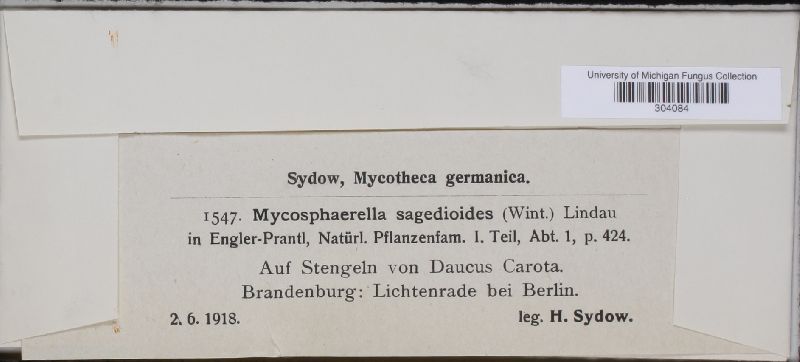 University of Michigan Fungus Collection
304084
Sydow, Mycotheca germanica.
1547. Mycosphaerella sagedioides (Wint.) Lindau
in Engler-Prantl, Natürl. Pflanzenfam. I. Teil, Abt. 1, p. 424.
Auf Stengeln von Daucus Carota.
Brandenburg: Lichtenrade bei Berlin.
2. 6. 1918. leg. H. Sydow.